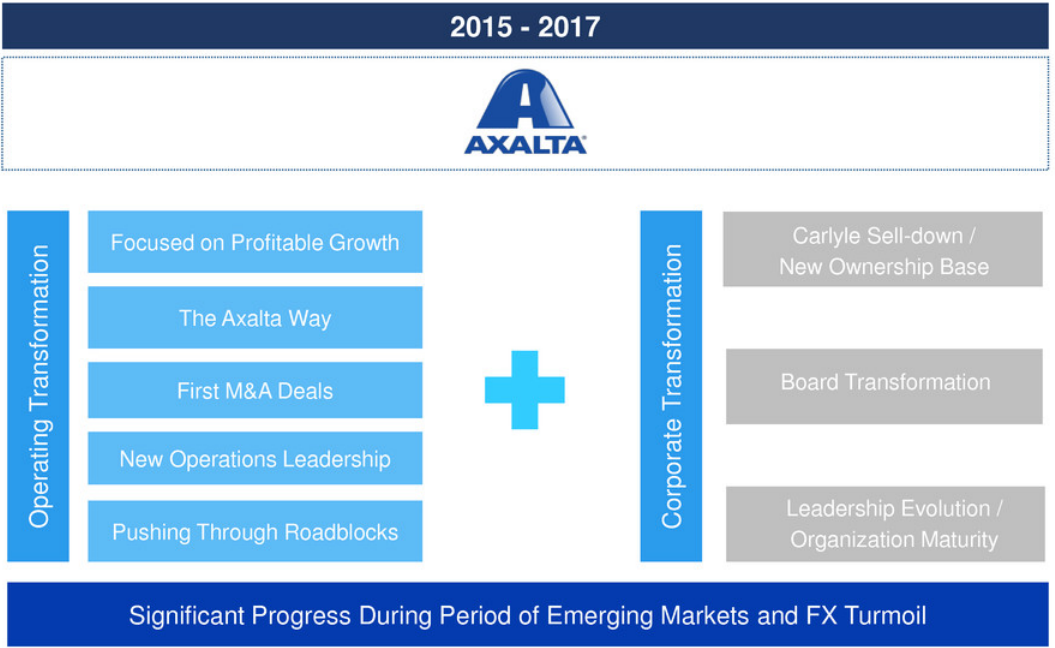 2015 - 2017
AXALTA
Operating Transformation
Focused on Profitable Growth
The Axalta Way
First M&A Deals
New Operations Leadership
Pushing Through Roadblocks
Corporate Transformation
Carlyle Sell-down /
New Ownership Base
Board Transformation
Leadership Evolution /
Organization Maturity
Significant Progress During Period of Emerging Markets and FX Turmoil